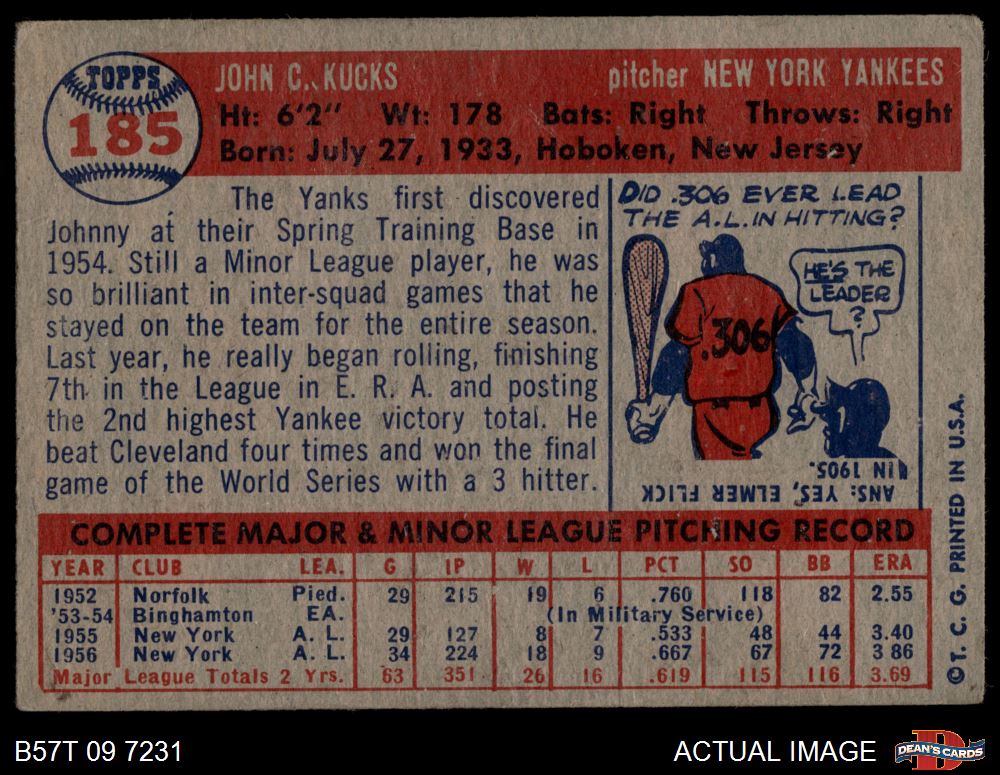 TOPPS
185
JOHN C. KUCKS pitcher NEW YORK YANKEES
Ht: 6'2" Wt: 178 Bats: Right Throws: Right
Born: July 27, 1933, Hoboken, New Jersey
The Yanks first discovered
Johnny at their Spring Training Base in
1954. Still a Minor League player, he was
so brilliant in inter-squad games that he
stayed on the team for the entire season.
Last year, he really began rolling, finishing
7th in the League in E. R. A. and posting
the 2nd highest Yankee victory total. He
beat Cleveland four times and won the final
game of the World Series with a 3 hitter.
DID .306 EVER LEAD
THE A.L. IN HITTING?
HE'S THE
LEADER
?
.306
ANS: YES, ELMER FLICK
IN 1905.
COMPLETE MAJOR & MINOR LEAGUE PITCHING RECORD
YEAR CLUB LEA. G IP W L PCT SO BB ERA
1952 Norfolk Pied. 29 215 19 6 .760 118 82 2.55
'53-54 Binghamton EA. (In Military Service)
1955 New York A. L. 29 127 8 7 .533 48 44 3.40
1956 New York A. L. 34 224 18 9 .667 67 72 3 86
Major League Totals 2 Yrs. 63 351 26 16 .619 115 116 3.69
©T. C. G. PRINTED IN U.S.A.
B57T 09 7231 ACTUAL IMAGE
DEAN'S CARDS